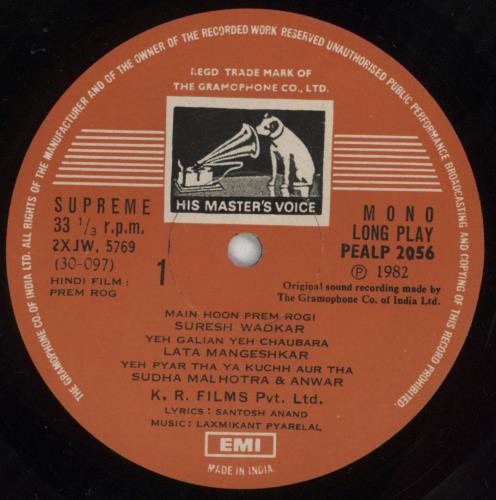 ALL RIGHTS OF THE MANUFACTURER AND OF THE OWNER OF THE RECORDED WORK RESERVED UNAUTHORISED PUBLIC PERFORMANCE BROADCASTING AND COPYING OF THIS RECORD PROHIBITED.
THE GRAMOPHONE CO. OF INDIA LTD.
REGD TRADE MARK OF
THE GRAMOPHONE CO., LTD.
HIS MASTER'S VOICE
SUPREME
33 1/3 r.p.m.
2XJW, 5769
(30-097)
HINDI FILM:
PREM ROG
1
MONO
LONG PLAY
PEALP 2056
Ⓟ 1982
Original sound recording made by
The Gramophone Co. of India Ltd.
MAIN HOON PREM ROGI
SURESH WADKAR
YEH GALIAN YEH CHAUBARA
LATA MANGESHKAR
YEH PYAR THA YA KUCHH AUR THA
SUDHA MALHOTRA & ANWAR
K. R. FILMS Pvt. Ltd.
LYRICS: SANTOSH ANAND
MUSIC: LAXMIKANT PYARELAL
EMI
MADE IN INDIA.